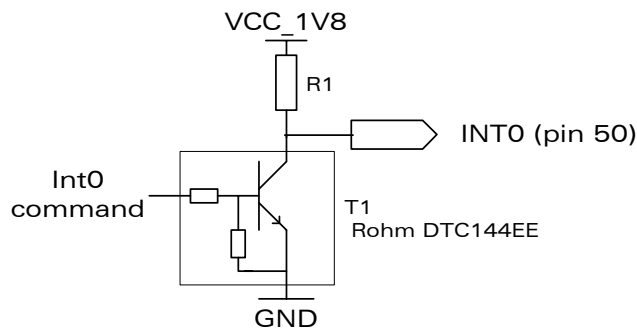 VCC_1V8
R1
INT0 (pin 50)
Int0
command
T1
Rohm DTC144EE
GND